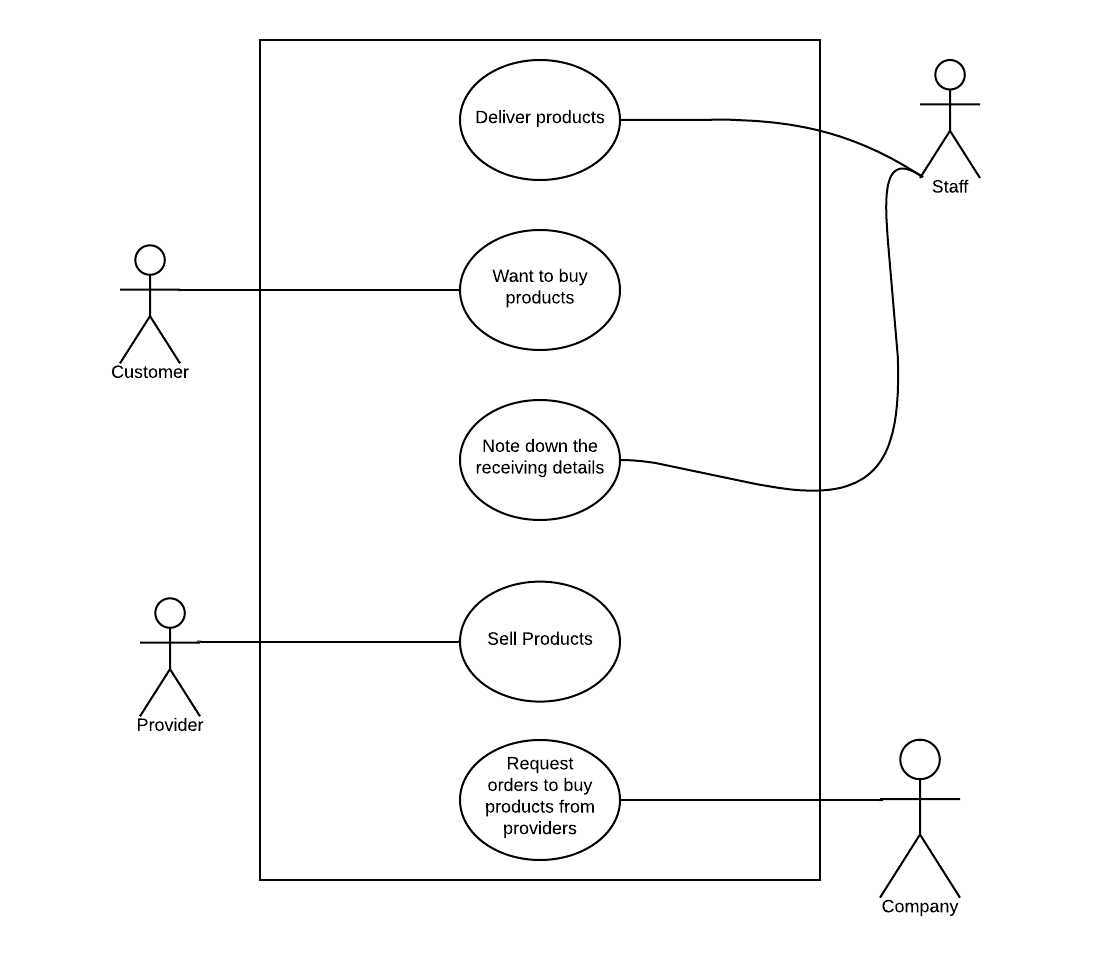 Deliver products
Staff
Want to buy
products
Customer
Note down the
receiving details
Sell Products
Provider
Request
orders to buy
products from
providers
Company